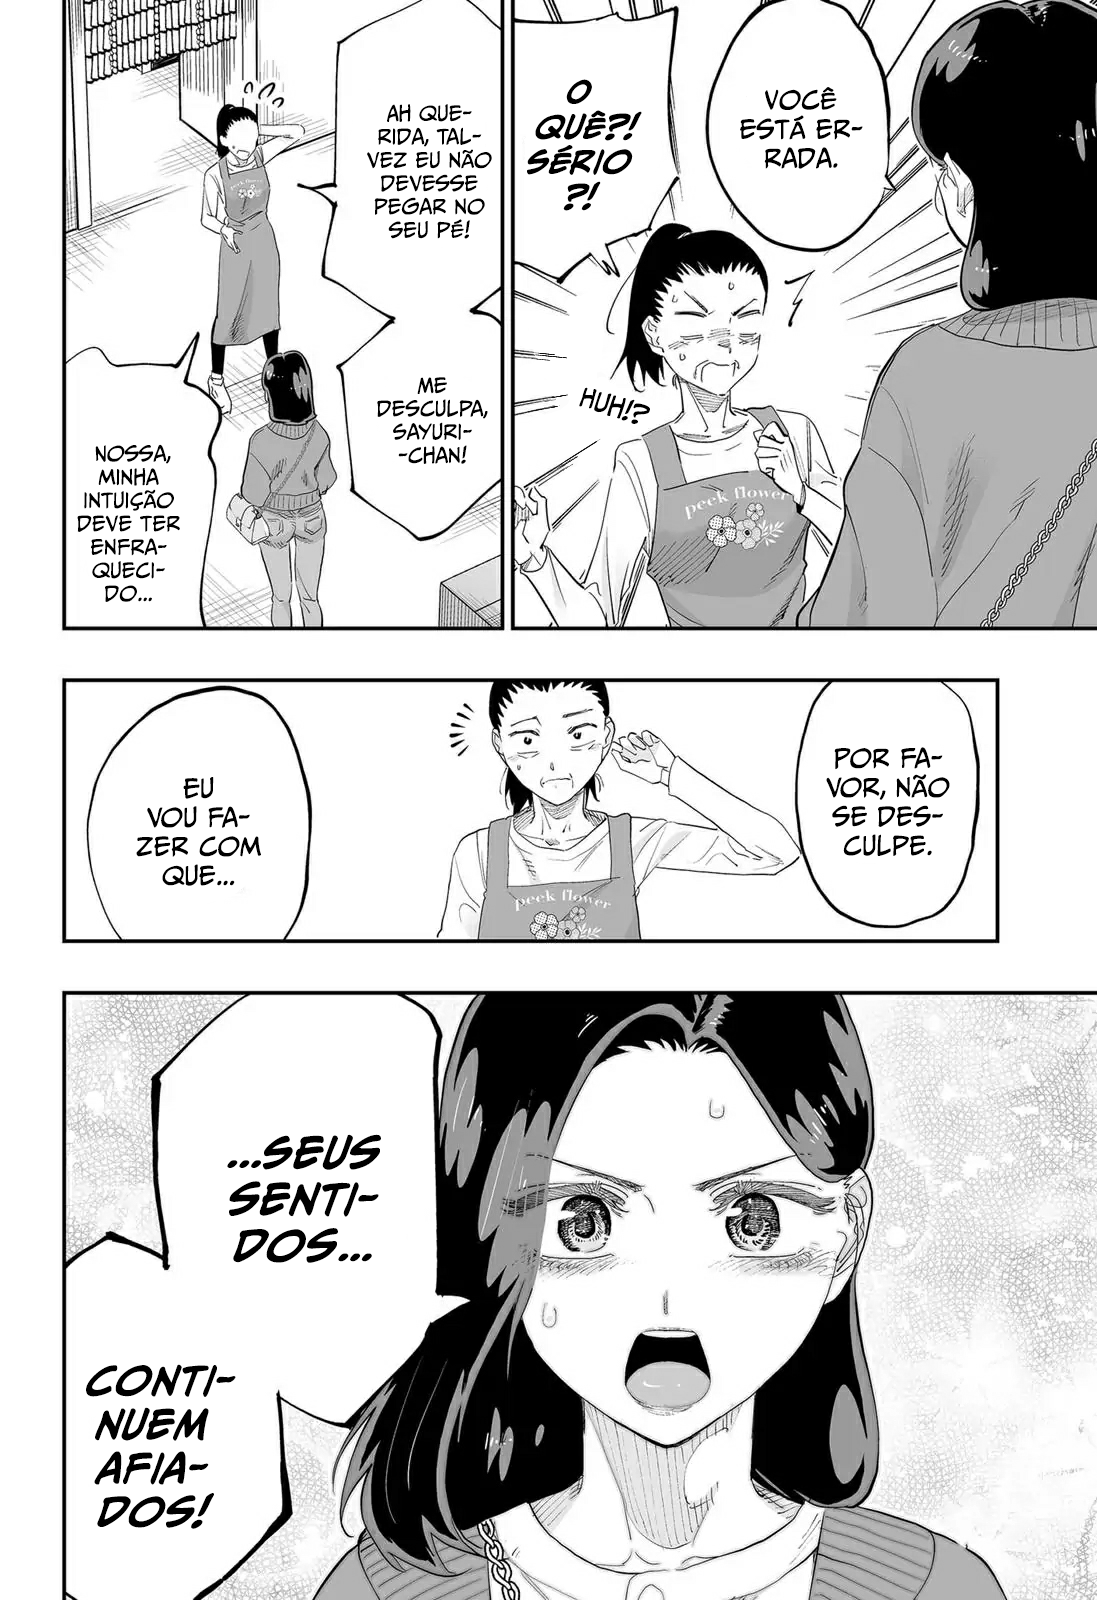 VOCÊ
ESTÁ ER-
RADA.
O
QUÊ?!
SÉRIO
?!
HUH!?
peek flower
AH QUE-
RIDA, TAL-
VEZ EU NÃO
DEVESSE
PEGAR NO
SEU PÉ!
ME
DESCULPA,
SAYURI-
-CHAN!
peek flower
NOSSA,
MINHA
INTUIÇÃO
DEVE TER
ENFRA-
QUECI-
DO...
POR FA-
VOR, NÃO
SE DES-
CULPE.
peek flower
EU
VOU FA-
ZER COM
QUE...
...SEUS
SENTI-
DOS...
CONTI-
NUEM
AFIA-
DOS!